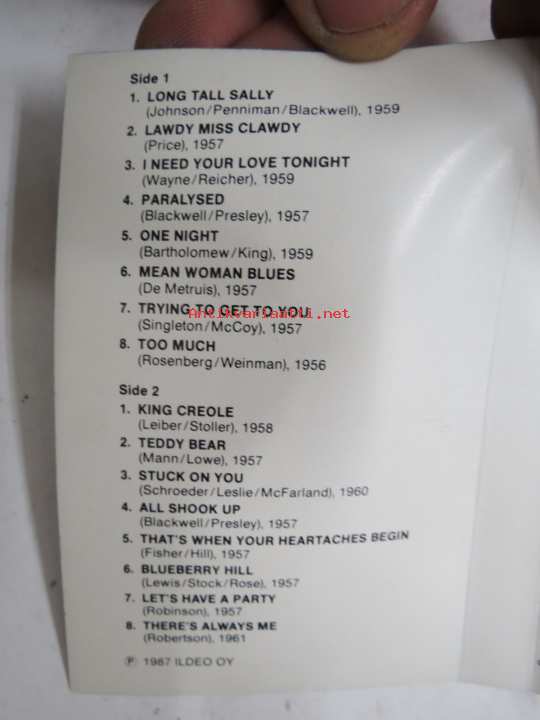 Side 1
1. LONG TALL SALLY
(Johnson/Penniman/Blackwell), 1959
2. LAWDY MISS CLAWDY
(Price), 1957
3. I NEED YOUR LOVE TONIGHT
(Wayne/Reicher), 1959
4. PARALYSED
(Blackwell/Presley), 1957
5. ONE NIGHT
(Bartholomew/King), 1959
6. MEAN WOMAN BLUES
(De Metruis), 1957
7. TRYING TO GET TO YOU
Antikvariaatti.net
(Singleton/McCoy), 1957
8. TOO MUCH
(Rosenberg/Weinman), 1956
Side 2
1. KING CREOLE
(Leiber/Stoller), 1958
2. TEDDY BEAR
(Mann/Lowe), 1957
3. STUCK ON YOU
(Schroeder/Leslie/McFarland), 1960
4. ALL SHOOK UP
(Blackwell/Presley), 1957
5. THAT'S WHEN YOUR HEARTACHES BEGIN
(Fisher/Hill), 1957
6. BLUEBERRY HILL
(Lewis/Stock/Rose), 1957
7. LET'S HAVE A PARTY
(Robinson), 1957
8. THERE'S ALWAYS ME
(Robertson), 1961
℗ 1987 ILDEO OY